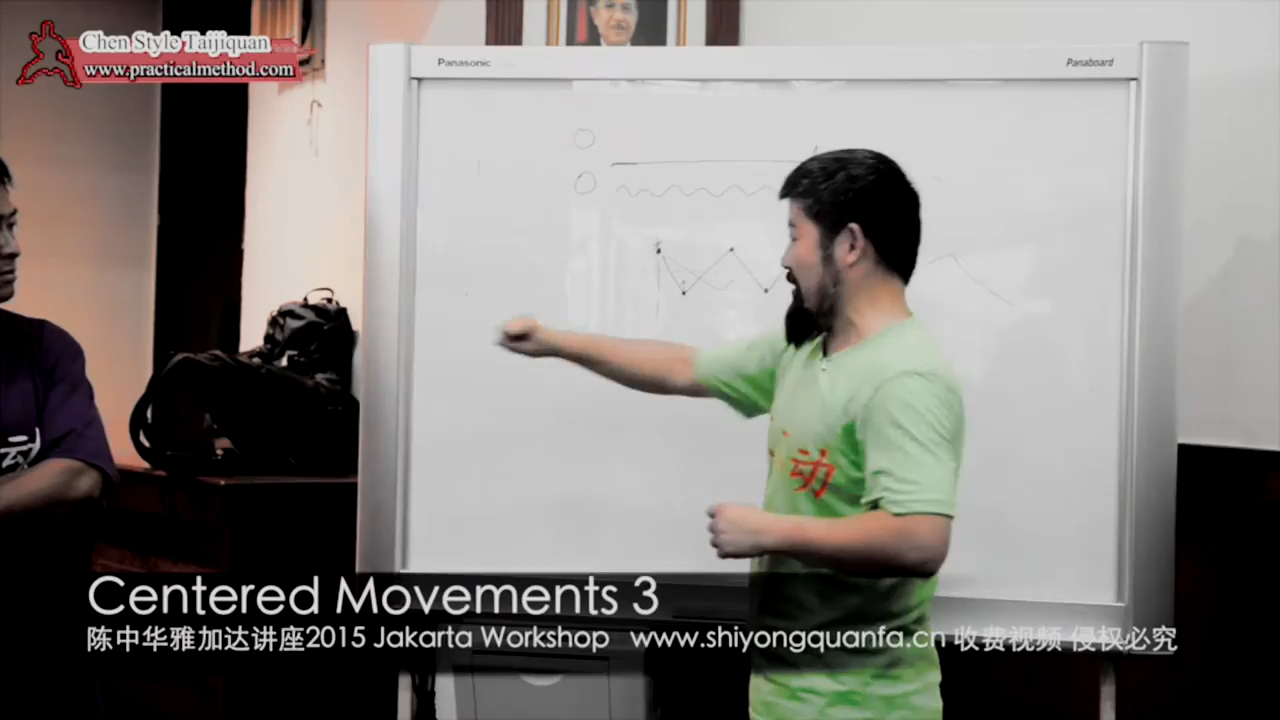 Chen Style Taijiquan
www.practicalmethod.com
Panasonic
Panaboard
动
动
Centered Movements 3
陈中华雅加达讲座2015 Jakarta Workshop www.shiyongquanfa.cn 收费视频 侵权必究